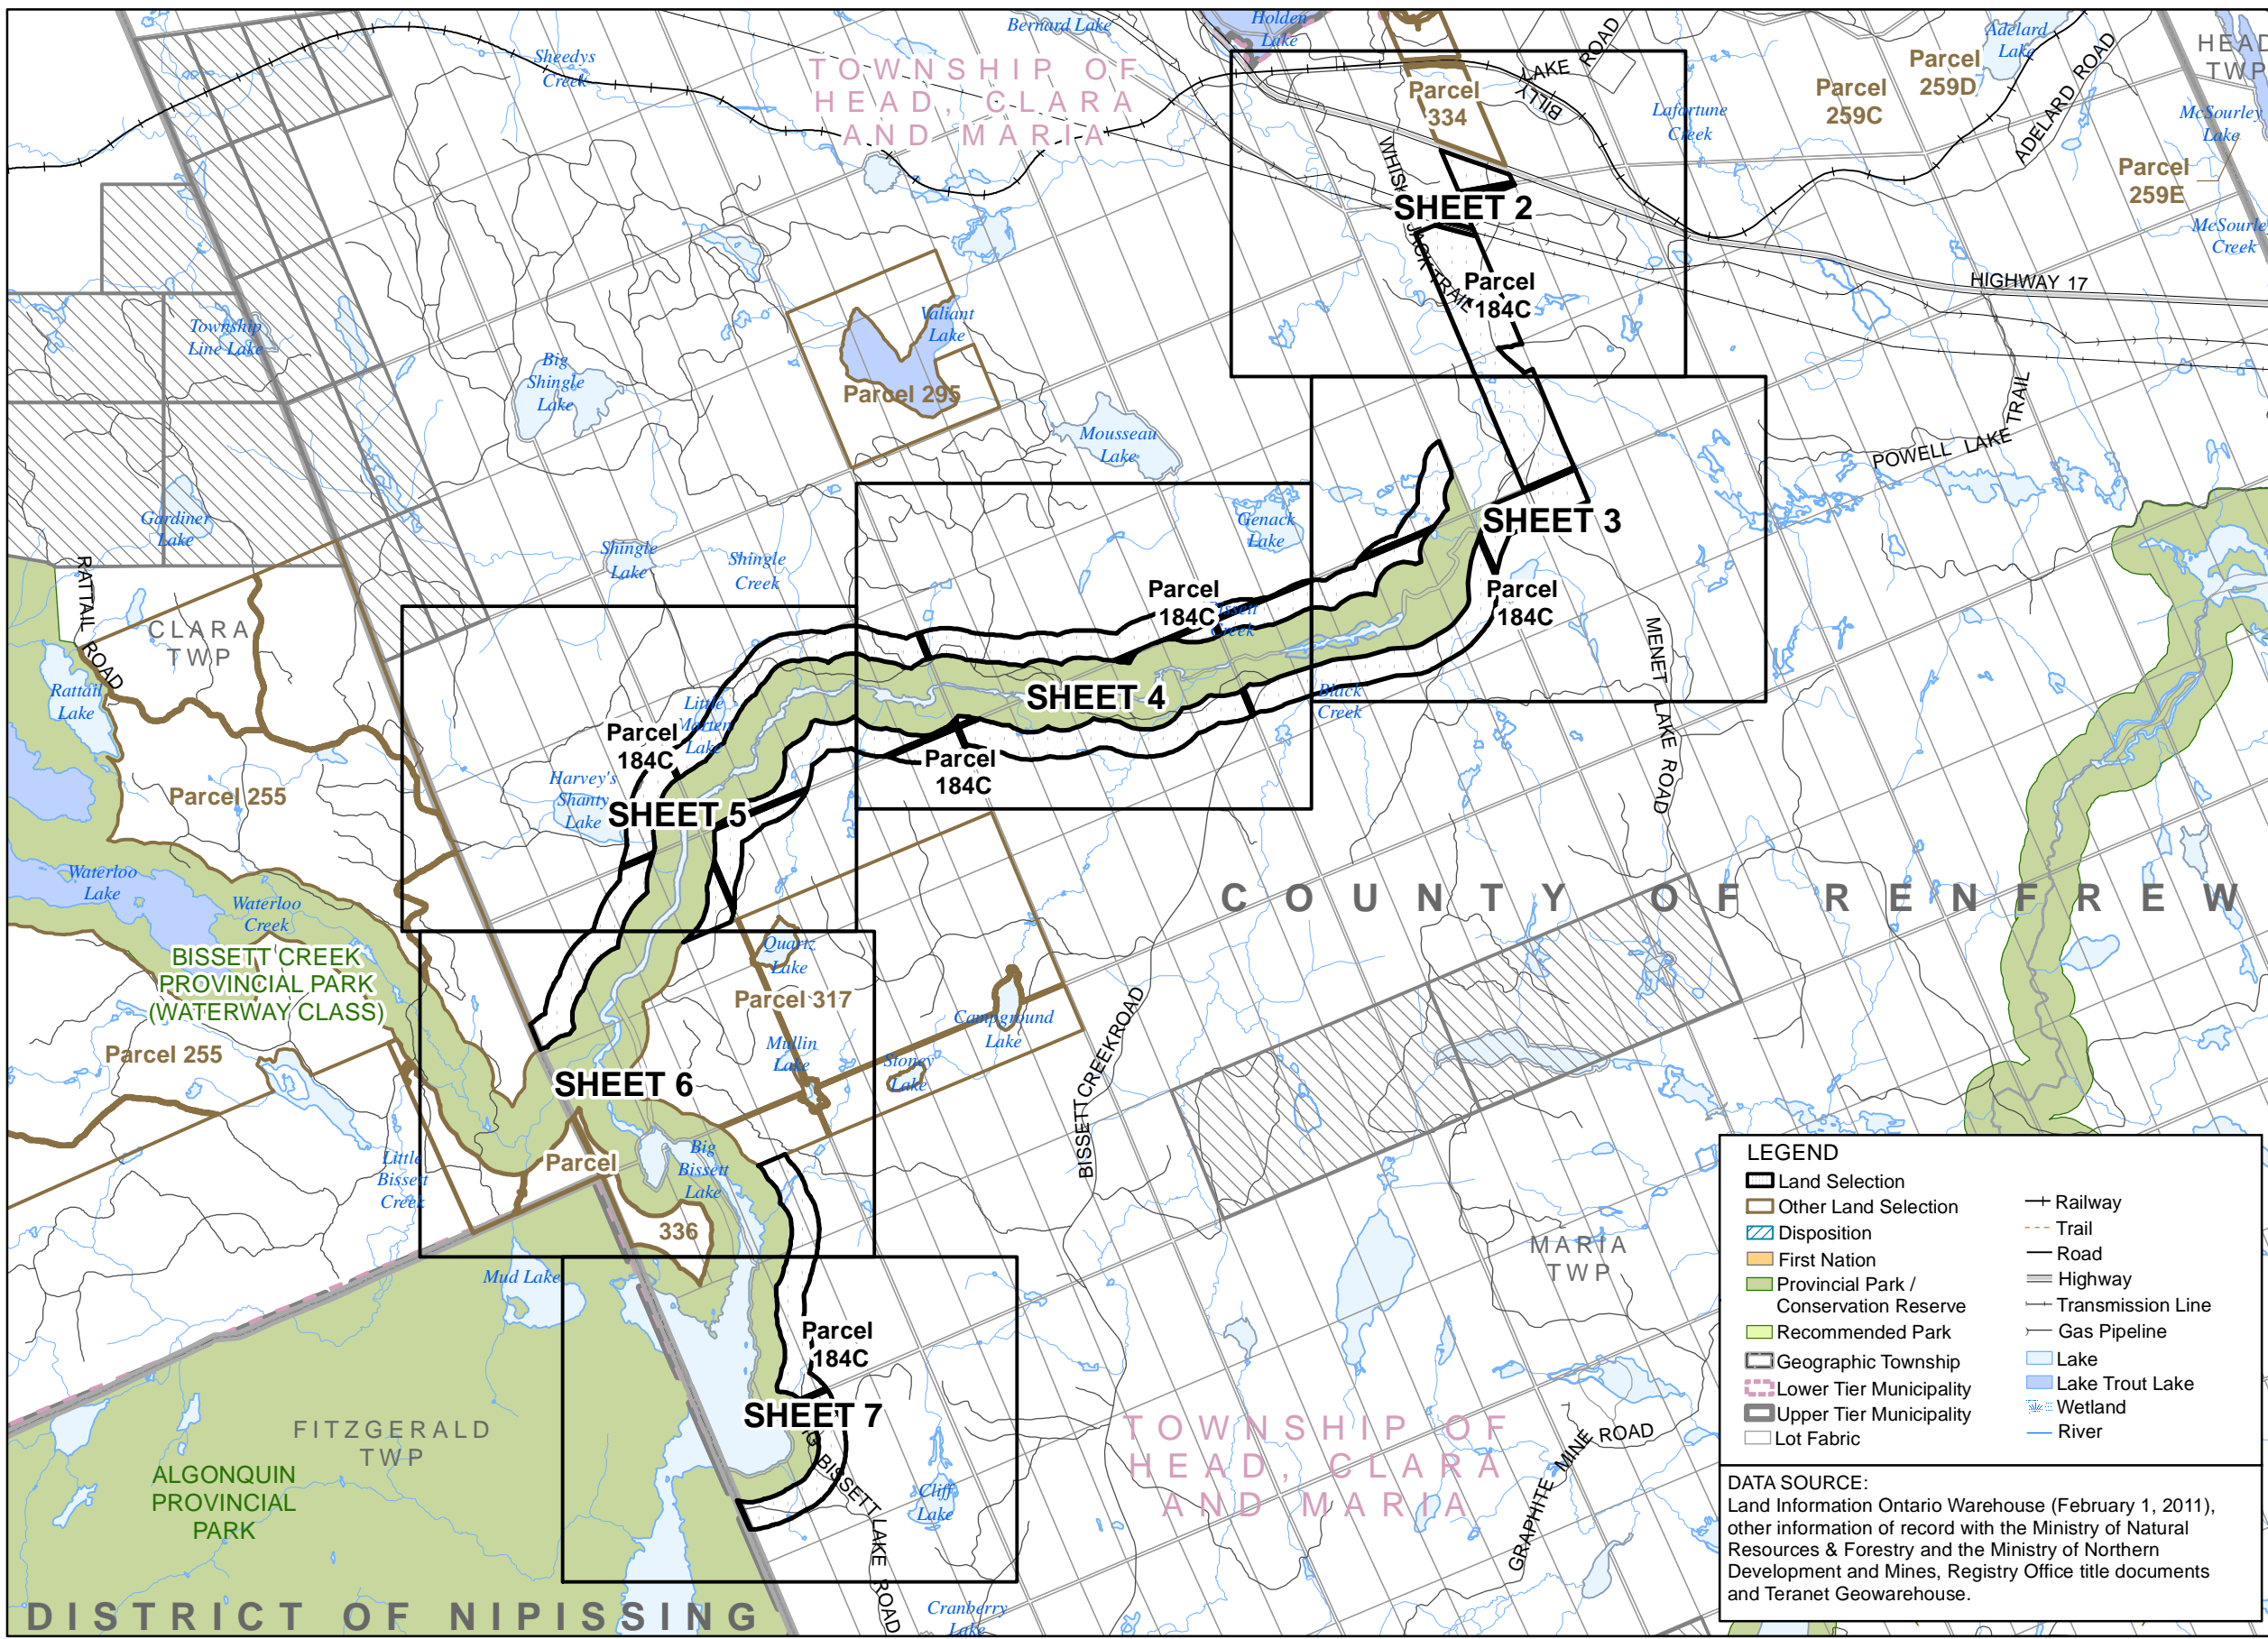 Bernard Lake
Holden
Lake
Sheedys
Creek
TOWNSHIP OF
HEAD, CLARA
AND MARIA
Parcel
334
BILLY
LAKE ROAD
Lafortune
Creek
Parcel
259C
Parcel
259D
Adelard
Lake
ADELARD ROAD
HEAD
TWP
McSourley
Lake
Parcel
259E
McSourle
Creek
WHISKJACK TRAIL
SHEET 2
Parcel
184C
HIGHWAY 17
Township
Line Lake
Big
Shingle
Lake
Valiant
Lake
Parcel 295
Mousseau
Lake
POWELL LAKE TRAIL
Gardiner
Lake
Shingle
Lake
Shingle
Creek
Genack
Lake
SHEET 3
Parcel
184C
RATTAIL ROAD
CLARA
TWP
Parcel
184C
Bissett
Creek
MENET LAKE ROAD
Rattail
Lake
Little
Marten
Lake
SHEET 4
Black
Creek
Parcel
184C
Parcel
184C
Harvey's
Shanty
Lake
SHEET 5
Parcel 255
Waterloo
Lake
Waterloo
Creek
COUNTY OF RENFREW
BISSETT CREEK
PROVINCIAL PARK
(WATERWAY CLASS)
Quartz
Lake
Parcel 317
Campground
Lake
Parcel 255
Mullin
Lake
Stoney
Lake
BISSETT CREEK ROAD
SHEET 6
Little
Bissett
Creek
Parcel
336
Big
Bissett
Lake
Mud Lake
MARIA
TWP
Parcel
184C
SHEET 7
BIG BISSETT LAKE ROAD
FITZGERALD
TWP
ALGONQUIN
PROVINCIAL
PARK
Cliff
Lake
TOWNSHIP OF
HEAD, CLARA
AND MARIA
GRAPHITE MINE ROAD
Cranberry
Lake
DISTRICT OF NIPISSING
LEGEND
Land Selection
Other Land Selection
Disposition
First Nation
Provincial Park /
Conservation Reserve
Recommended Park
Geographic Township
Lower Tier Municipality
Upper Tier Municipality
Lot Fabric
Railway
Trail
Road
Highway
Transmission Line
Gas Pipeline
Lake
Lake Trout Lake
Wetland
River
DATA SOURCE:
Land Information Ontario Warehouse (February 1, 2011),
other information of record with the Ministry of Natural
Resources & Forestry and the Ministry of Northern
Development and Mines, Registry Office title documents
and Teranet Geowarehouse.